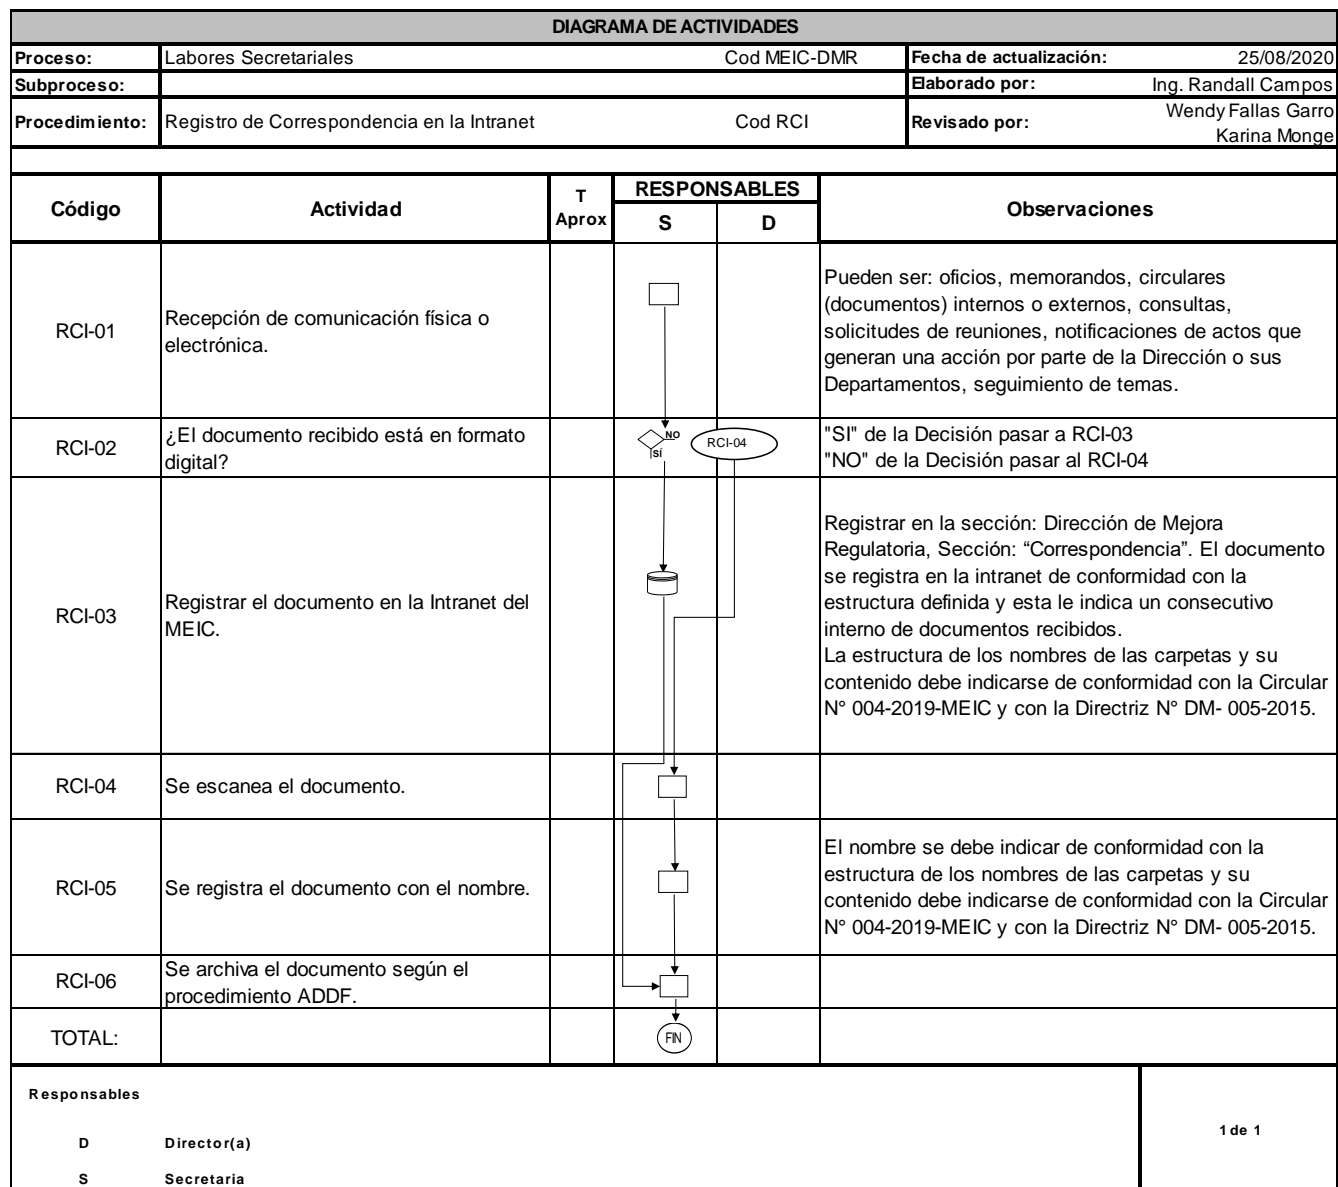 DIAGRAMA DE ACTIVIDADES
Proceso: Labores Secretariales Cod MEIC-DMR Fecha de actualización: 25/08/2020
Subproceso: Elaborado por: Ing. Randall Campos
Procedimiento: Registro de Correspondencia en la Intranet Cod RCI Revisado por: Wendy Fallas Garro
Karina Monge
Código Actividad T Aprox RESPONSABLES Observaciones
S D
RCI-01
Recepción de comunicación física o
electrónica.
Pueden ser: oficios, memorandos, circulares
(documentos) internos o externos, consultas,
solicitudes de reuniones, notificaciones de actos que
generan una acción por parte de la Dirección o sus
Departamentos, seguimiento de temas.
RCI-02
¿El documento recibido está en formato
digital?
NO
SÍ
RCI-04
"SI" de la Decisión pasar a RCI-03
"NO" de la Decisión pasar al RCI-04
RCI-03
Registrar el documento en la Intranet del
MEIC.
Registrar en la sección: Dirección de Mejora
Regulatoria, Sección: “Correspondencia”. El documento
se registra en la intranet de conformidad con la
estructura definida y esta le indica un consecutivo
interno de documentos recibidos.
La estructura de los nombres de las carpetas y su
contenido debe indicarse de conformidad con la Circular
N° 004-2019-MEIC y con la Directriz N° DM- 005-2015.
RCI-04
Se escanea el documento.
RCI-05
Se registra el documento con el nombre.
El nombre se debe indicar de conformidad con la
estructura de los nombres de las carpetas y su
contenido debe indicarse de conformidad con la Circular
N° 004-2019-MEIC y con la Directriz N° DM- 005-2015.
RCI-06
Se archiva el documento según el
procedimiento ADDF.
TOTAL:
FIN
Responsables
D Director(a)
S Secretaria
1 de 1